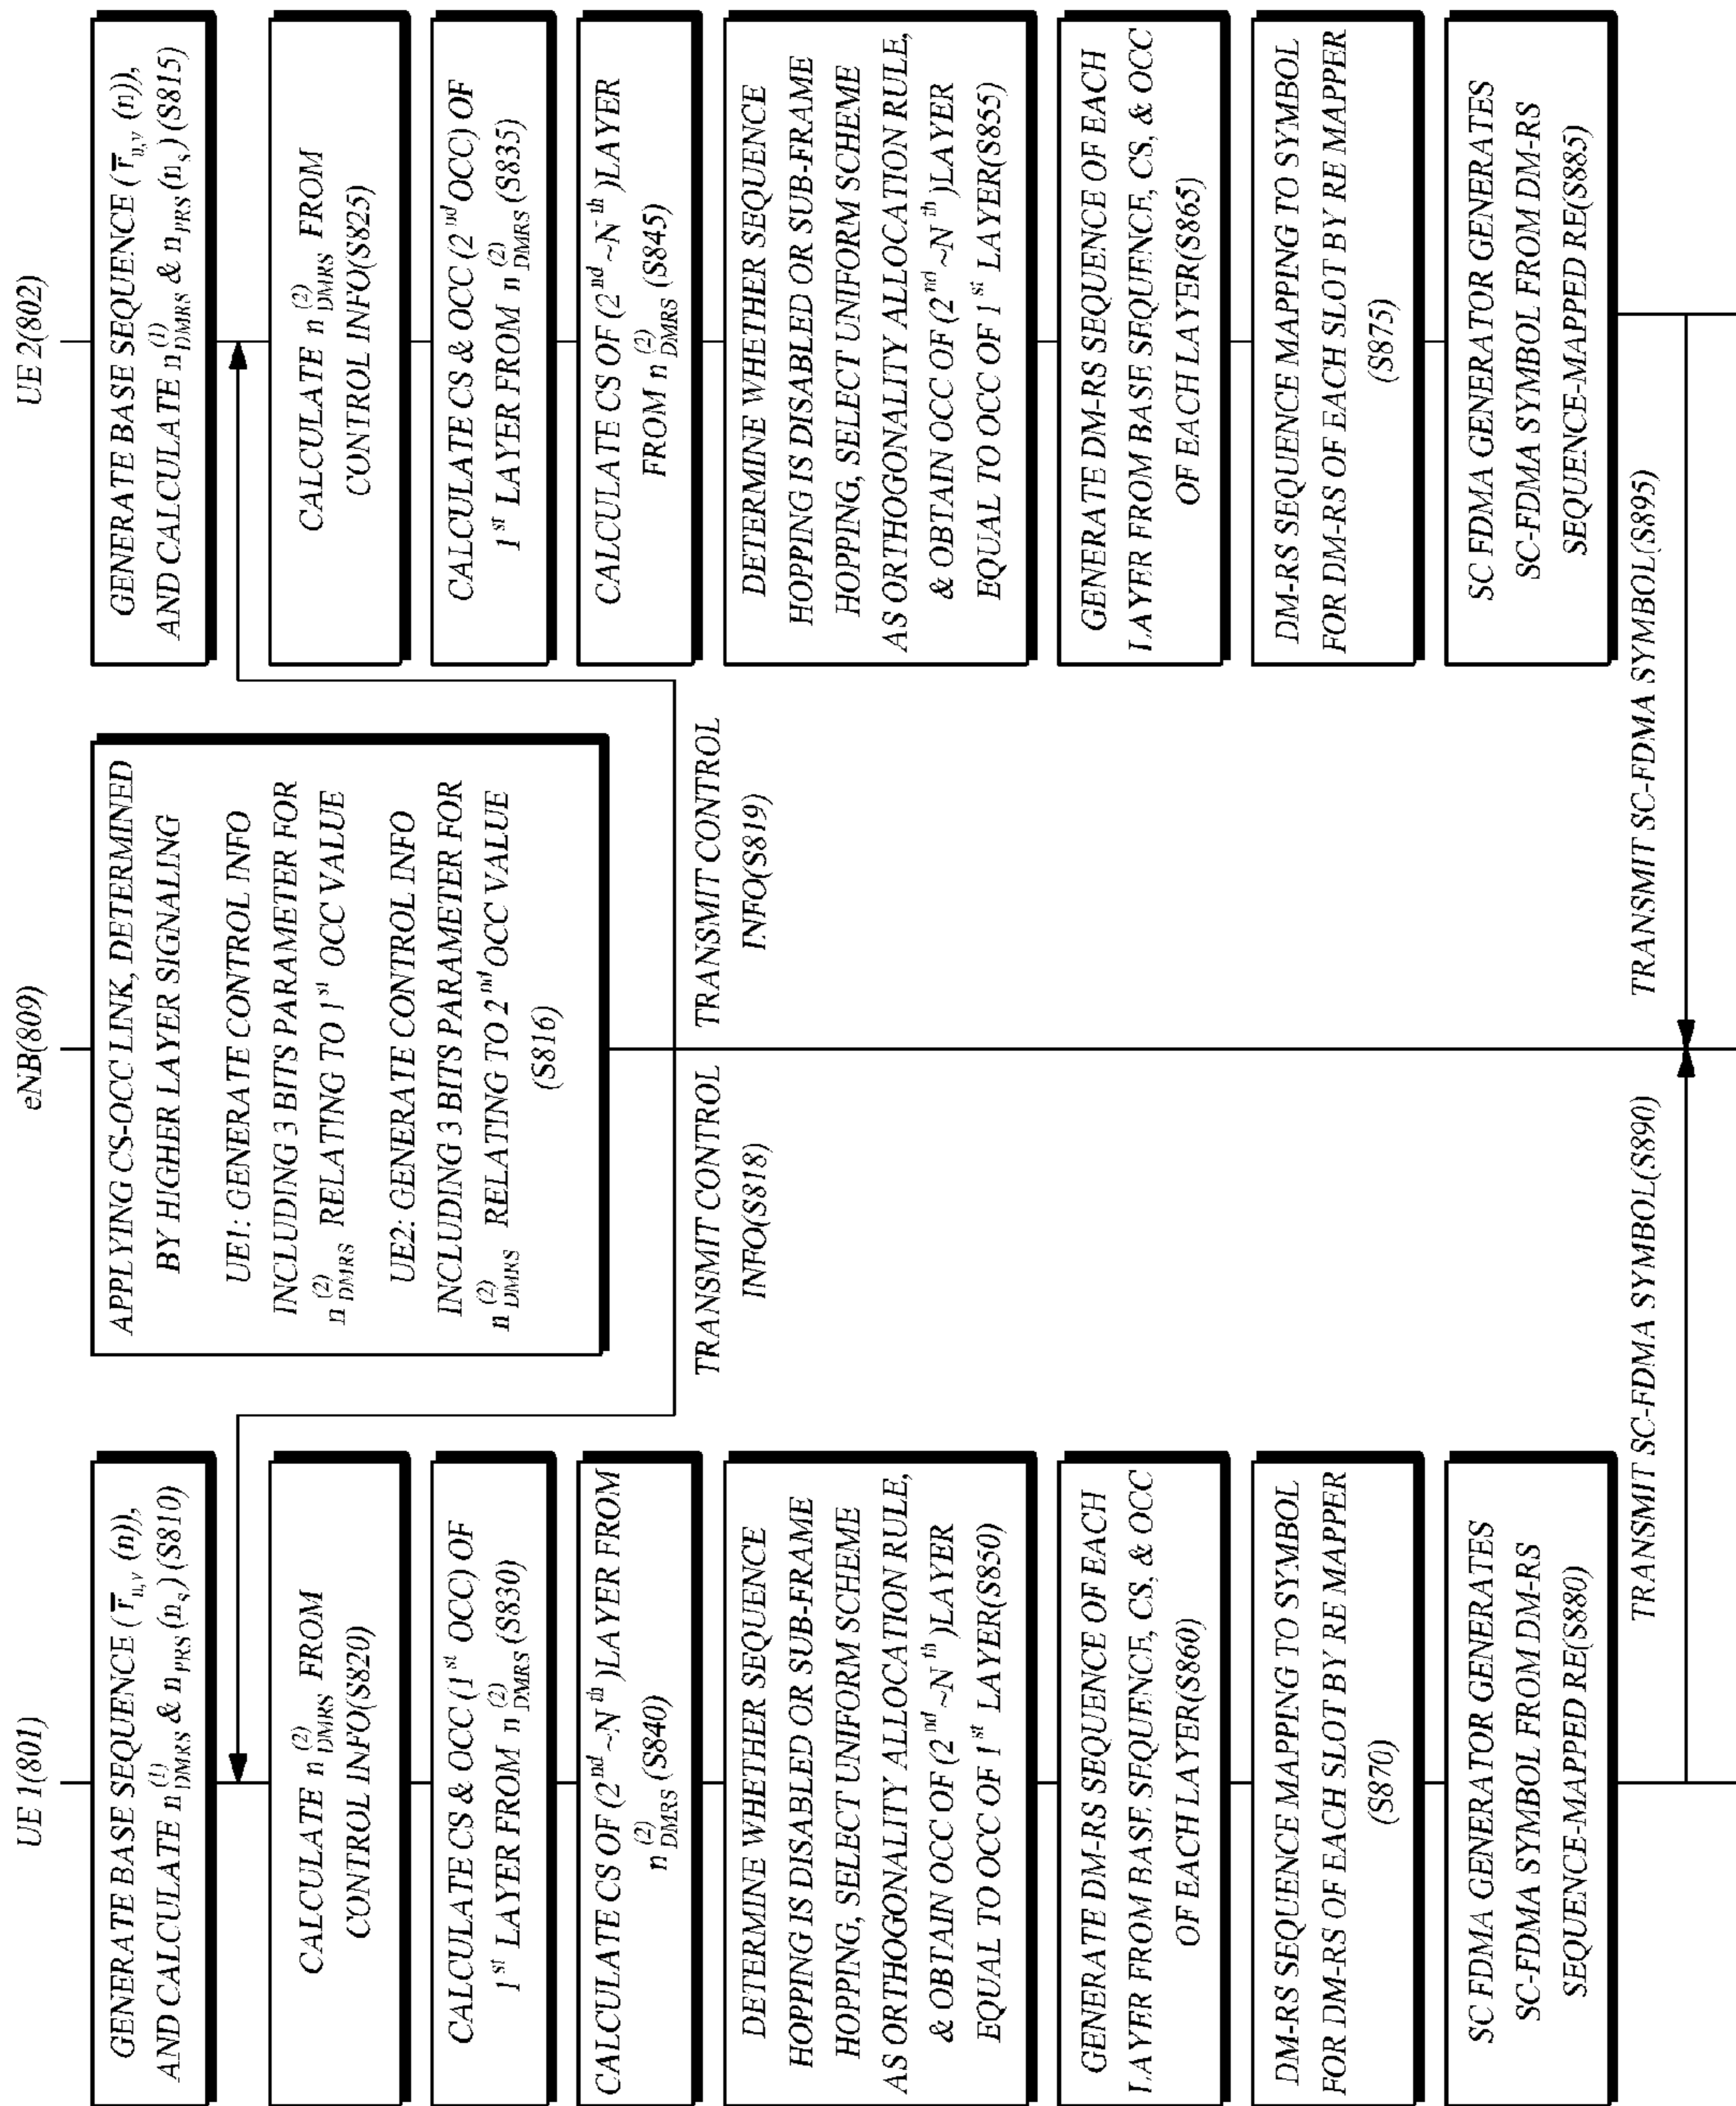 UE 1(801)
GENERATE BASE SEQUENCE ( r̅u,v (n)),
AND CALCULATE n(1)DMRS & nPRS (ns) (S810)
CALCULATE n(2)DMRS FROM
CONTROL INFO(S820)
CALCULATE CS & OCC (1st OCC) OF
1st LAYER FROM n(2)DMRS (S830)
CALCULATE CS OF (2nd ~N th )LAYER FROM
n(2)DMRS (S840)
DETERMINE WHETHER SEQUENCE
HOPPING IS DISABLED OR SUB-FRAME
HOPPING, SELECT UNIFORM SCHEME
AS ORTHOGONALITY ALLOCATION RULE,
& OBTAIN OCC OF (2nd ~N th )LAYER
EQUAL TO OCC OF 1st LAYER(S850)
GENERATE DM-RS SEQUENCE OF EACH
LAYER FROM BASE SEQUENCE, CS, & OCC
OF EACH LAYER(S860)
DM-RS SEQUENCE MAPPING TO SYMBOL
FOR DM-RS OF EACH SLOT BY RE MAPPER
(S870)
SC FDMA GENERATOR GENERATES
SC-FDMA SYMBOL FROM DM-RS
SEQUENCE-MAPPED RE(S880)
TRANSMIT SC-FDMA SYMBOL(S890)
eNB(809)
APPLYING CS-OCC LINK, DETERMINED
BY HIGHER LAYER SIGNALING
UE1: GENERATE CONTROL INFO
INCLUDING 3 BITS PARAMETER FOR
n(2)DMRS RELATING TO 1st OCC VALUE
UE2: GENERATE CONTROL INFO
INCLUDING 3 BITS PARAMETER FOR
n(2)DMRS RELATING TO 2nd OCC VALUE
(S816)
TRANSMIT CONTROL
INFO(S818)
TRANSMIT CONTROL
INFO(S819)
UE 2(802)
GENERATE BASE SEQUENCE ( r̅u,v (n)),
AND CALCULATE n(1)DMRS & nPRS (ns) (S815)
CALCULATE n(2)DMRS FROM
CONTROL INFO(S825)
CALCULATE CS & OCC (2nd OCC) OF
1st LAYER FROM n(2)DMRS (S835)
CALCULATE CS OF (2nd ~N th )LAYER
FROM n(2)DMRS (S845)
DETERMINE WHETHER SEQUENCE
HOPPING IS DISABLED OR SUB-FRAME
HOPPING, SELECT UNIFORM SCHEME
AS ORTHOGONALITY ALLOCATION RULE,
& OBTAIN OCC OF (2nd ~N th )LAYER
EQUAL TO OCC OF 1st LAYER(S855)
GENERATE DM-RS SEQUENCE OF EACH
LAYER FROM BASE SEQUENCE, CS, & OCC
OF EACH LAYER(S865)
DM-RS SEQUENCE MAPPING TO SYMBOL
FOR DM-RS OF EACH SLOT BY RE MAPPER
(S875)
SC FDMA GENERATOR GENERATES
SC-FDMA SYMBOL FROM DM-RS
SEQUENCE-MAPPED RE(S885)
TRANSMIT SC-FDMA SYMBOL(S895)